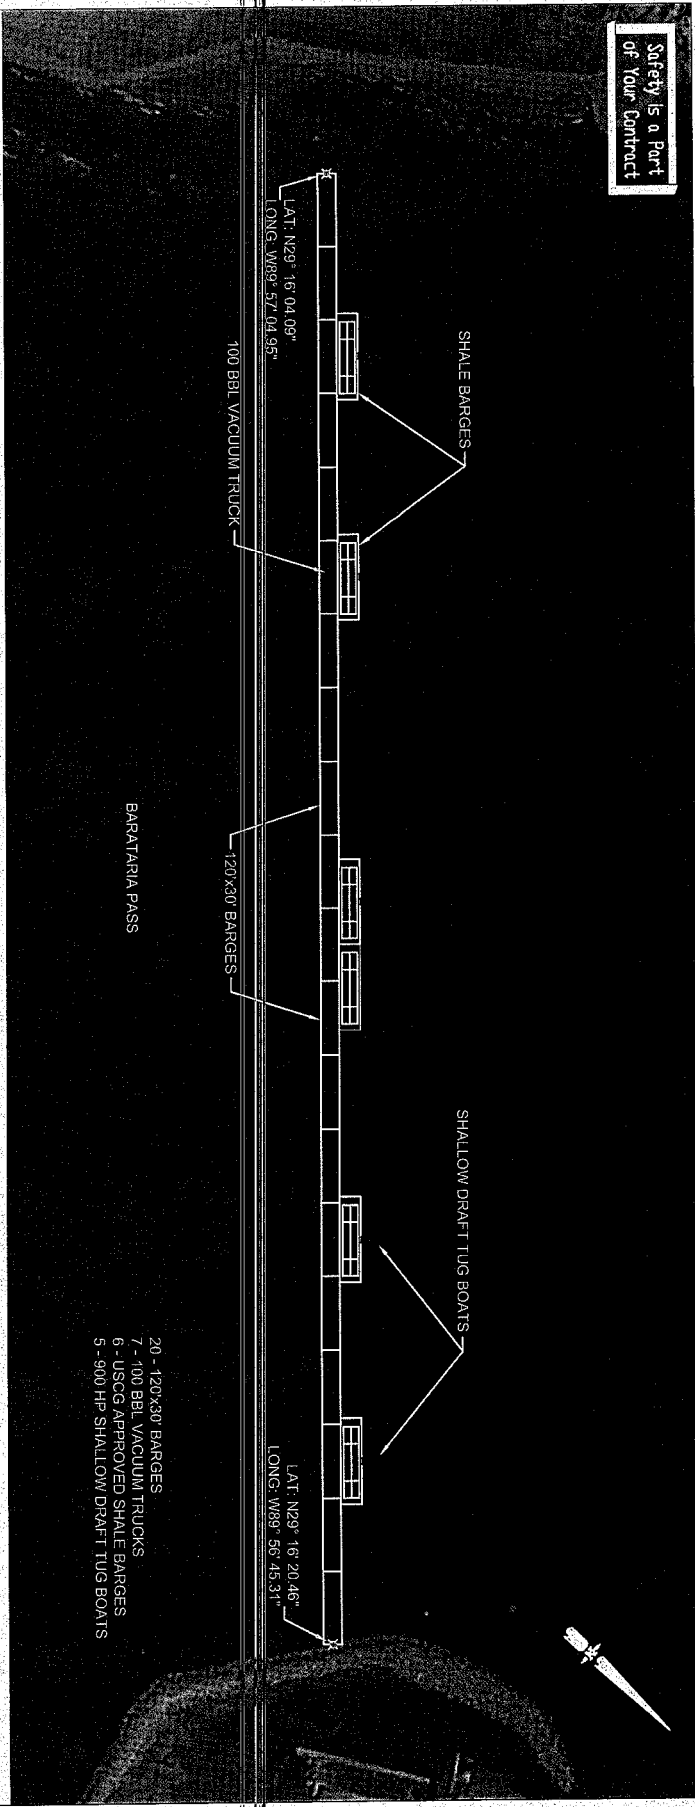 Safety is a Part
of Your Contract
SHALE BARGES
SHALLOW DRAFT TUG BOATS
LAT: N29° 16' 04.09"
LONG: W89° 57' 04.95"
LAT: N29° 16' 20.46"
LONG: W89° 56' 45.31"
100 BBL VACUUM TRUCK
120'x30' BARGES
BARATARIA PASS
20 - 120'x30' BARGES
7 - 100 BBL VACUUM TRUCKS
6 - USCG APPROVED SHALE BARGES
5 - 900 HP SHALLOW DRAFT TUG BOATS